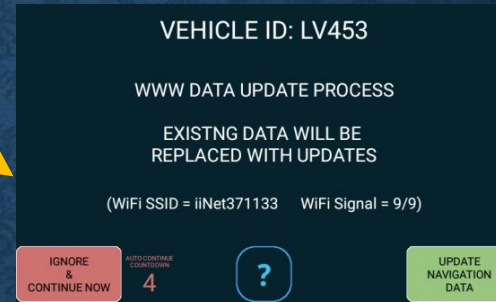 VEHICLE ID: LV453
WWW DATA UPDATE PROCESS
EXISTNG DATA WILL BE
REPLACED WITH UPDATES
(WiFi SSID = iiNet371133 WiFi Signal = 9/9)
IGNORE
&
CONTINUE NOW
AUTO CONTINUE
COUNTDOWN
4
?
UPDATE
NAVIGATION
DATA